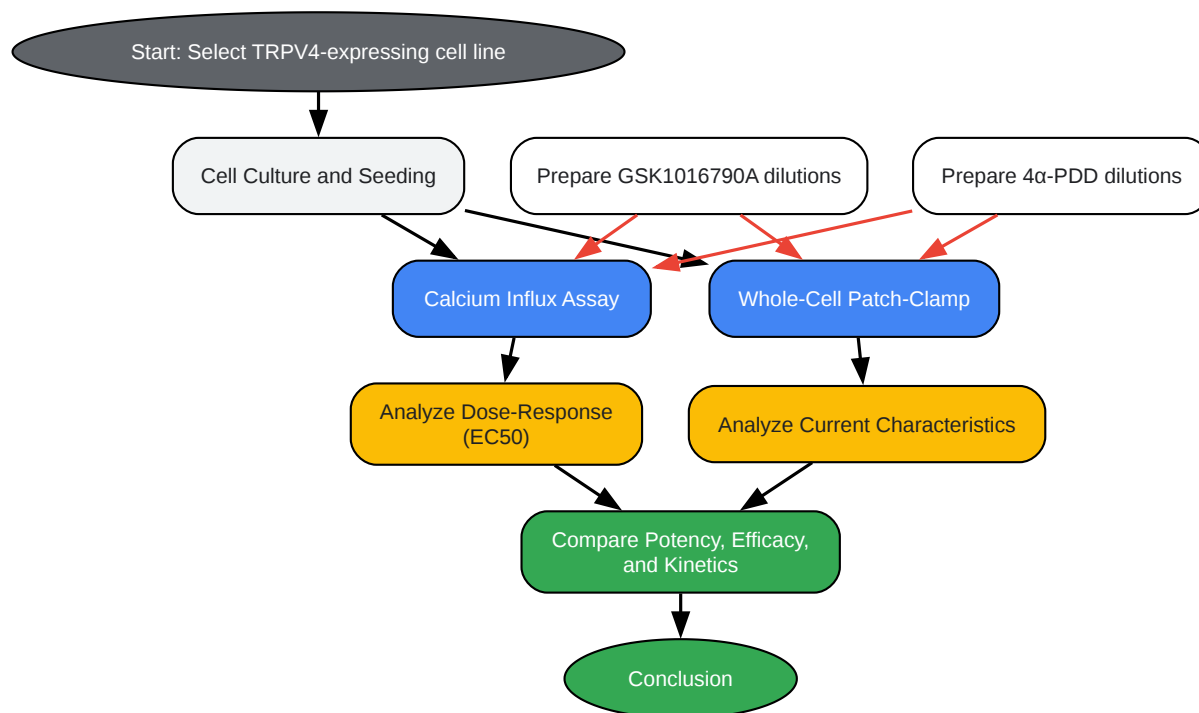 Start: Select TRPV4-expressing cell line
Cell Culture and Seeding
Prepare GSK1016790A dilutions
Prepare 4α-PDD dilutions
Calcium Influx Assay
Whole-Cell Patch-Clamp
Analyze Dose-Response
(EC50)
Analyze Current Characteristics
Compare Potency, Efficacy,
and Kinetics
Conclusion